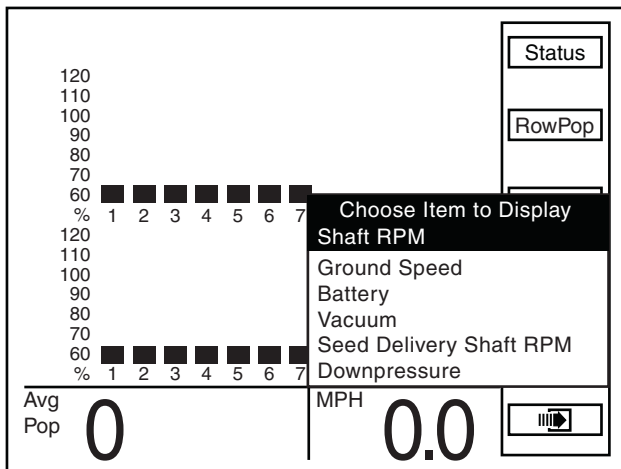 Status
120
110
100
90
80
70
60
% 1 2 3 4 5 6 7
RowPop
Choose Item to Display
Shaft RPM
Ground Speed
Battery
Vacuum
Seed Delivery Shaft RPM
Downpressure
120
110
100
90
80
70
60
% 1 2 3 4 5 6 7
Avg
Pop 0
MPH 0.0